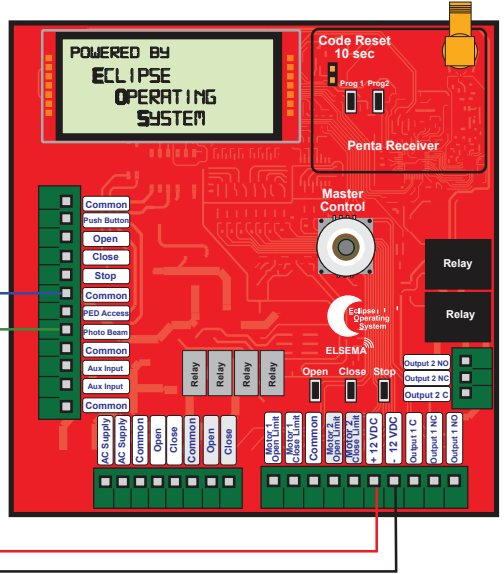 POWERED BY
ECLIPSE
OPERATING
SYSTEM
Code Reset
10 sec
Prog 1 Prog2
Penta Receiver
Master
Control
Common
Push Button
Open
Close
Stop
Common
PED Access
Photo Beam
Common
Aux Input
Aux Input
Common
Relay
Relay
Eclipse
Operating
System
ELSEMA
Relay
Relay
Relay
Relay
Open Close Stop
Output 2 NO
Output 2 NC
Output 2 C
AC Supply
AC Supply
Common
Open
Close
Common
Open
Close
Motor 1
Open Limit
Motor 1
Close Limit
Common
Motor 2
Open Limit
Motor 2
Close Limit
+ 12 VDC
- 12 VDC
Output 1 C
Output 1 NC
Output 1 NO